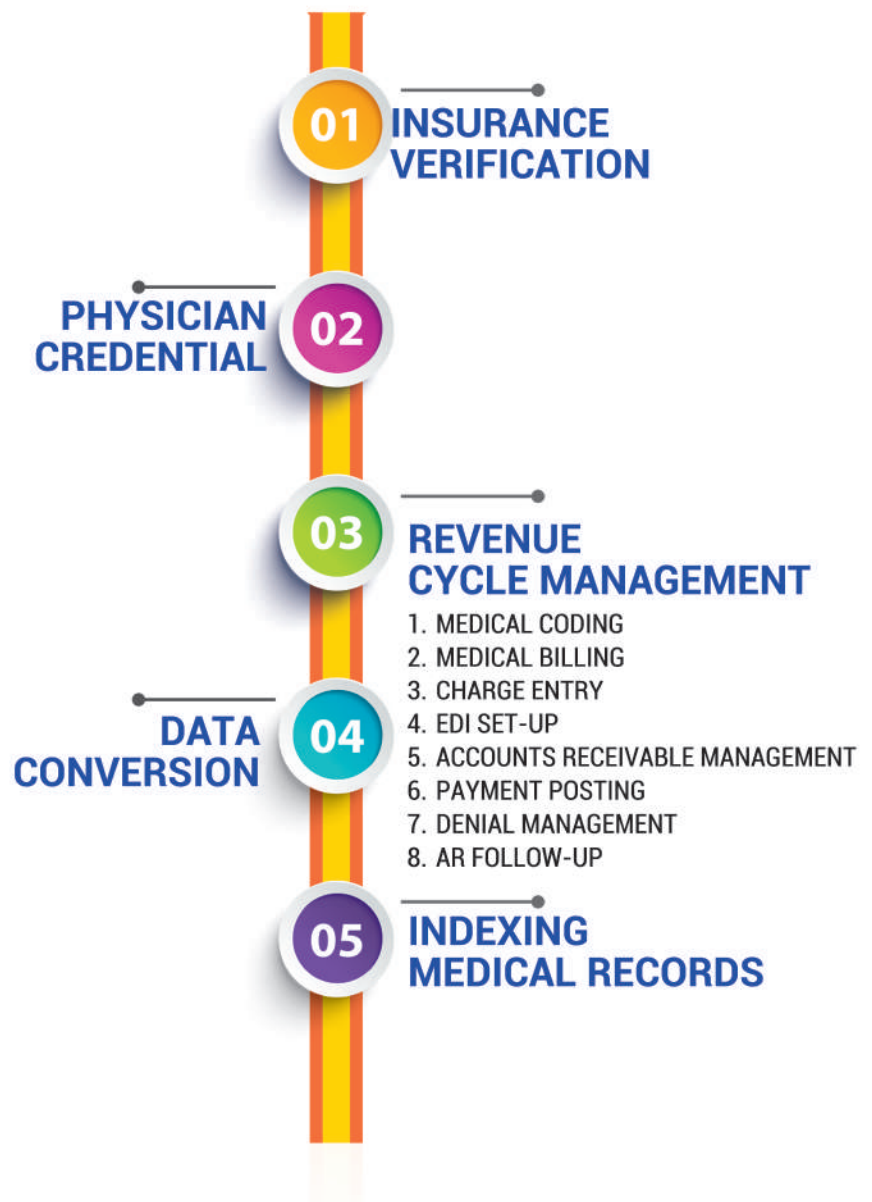 01
INSURANCE
VERIFICATION
02
PHYSICIAN
CREDENTIAL
03
REVENUE
CYCLE MANAGEMENT
1. MEDICAL CODING
2. MEDICAL BILLING
3. CHARGE ENTRY
4. EDI SET-UP
5. ACCOUNTS RECEIVABLE MANAGEMENT
6. PAYMENT POSTING
7. DENIAL MANAGEMENT
8. AR FOLLOW-UP
04
DATA
CONVERSION
05
INDEXING
MEDICAL RECORDS